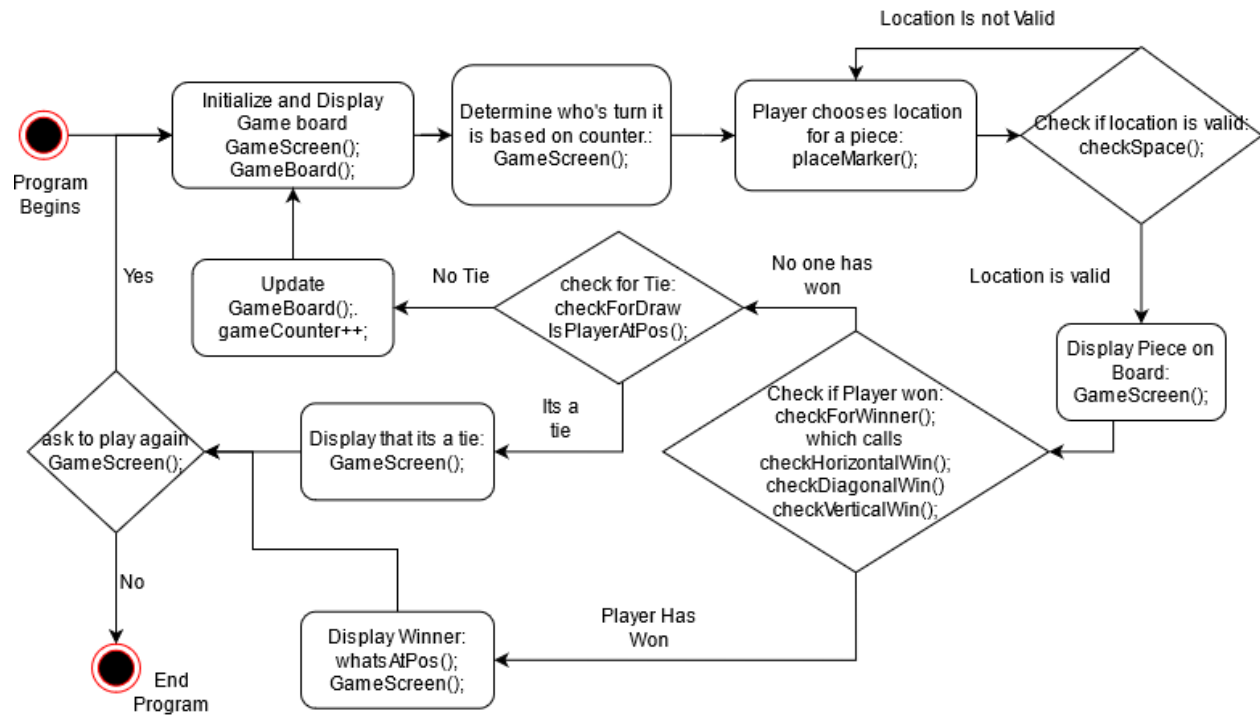 Location Is not Valid
Program
Begins
Initialize and Display
Game board
GameScreen();
GameBoard();
Determine who's turn it
is based on counter.:
GameScreen();
Player chooses location
for a piece:
placeMarker();
Check if location is valid:
checkSpace();
Yes
Update
GameBoard();.
gameCounter++;
No Tie
check for Tie:
checkForDraw
IsPlayerAtPos();
No one has
won
Location is valid
Display Piece on
Board:
GameScreen();
Check if Player won:
checkForWinner();
which calls
checkHorizontalWin();
checkDiagonalWin()
checkVerticalWin();
Its a
tie
Display that its a tie:
GameScreen();
ask to play again
GameScreen();
No
Player Has
Won
Display Winner:
whatsAtPos();
GameScreen();
End
Program